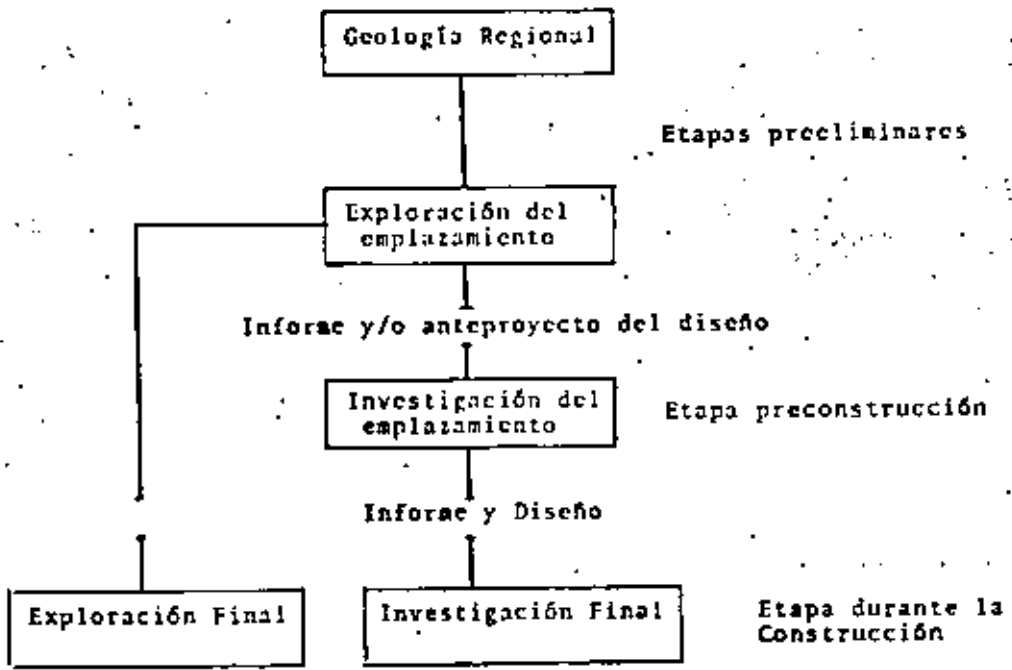 Geología Regional
Etapas preeliminares
Exploración del
emplazamiento
Informe y/o anteproyecto del diseño
Investigación del
emplazamiento
Etapa preconstrucción
Informe y Diseño
Exploración Final
Investigación Final
Etapa durante la
Construcción